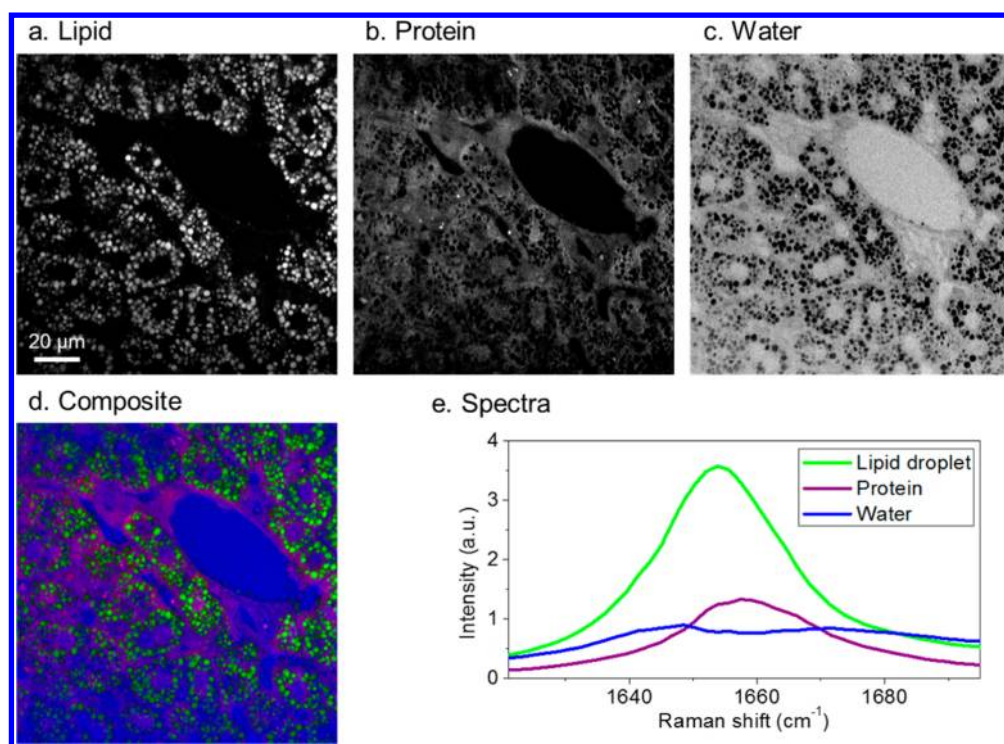 a. Lipid
b. Protein
c. Water
20 µm
d. Composite
e. Spectra
4
3
2
1
0
Intensity (a.u.)
Lipid droplet
Protein
Water
1640
1660
1680
Raman shift (cm⁻¹)